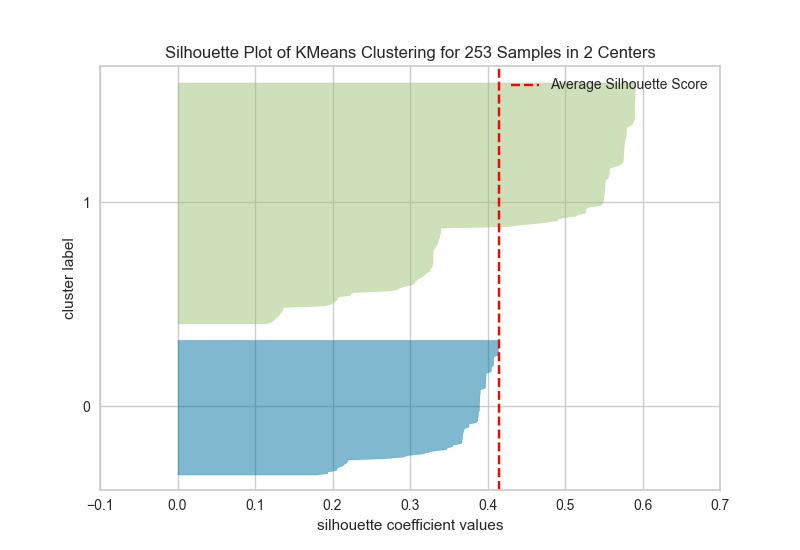 Silhouette Plot of KMeans Clustering for 253 Samples in 2 Centers
Average Silhouette Score
1
0
cluster label
−0.1 0.0 0.1 0.2 0.3 0.4 0.5 0.6 0.7
silhouette coefficient values